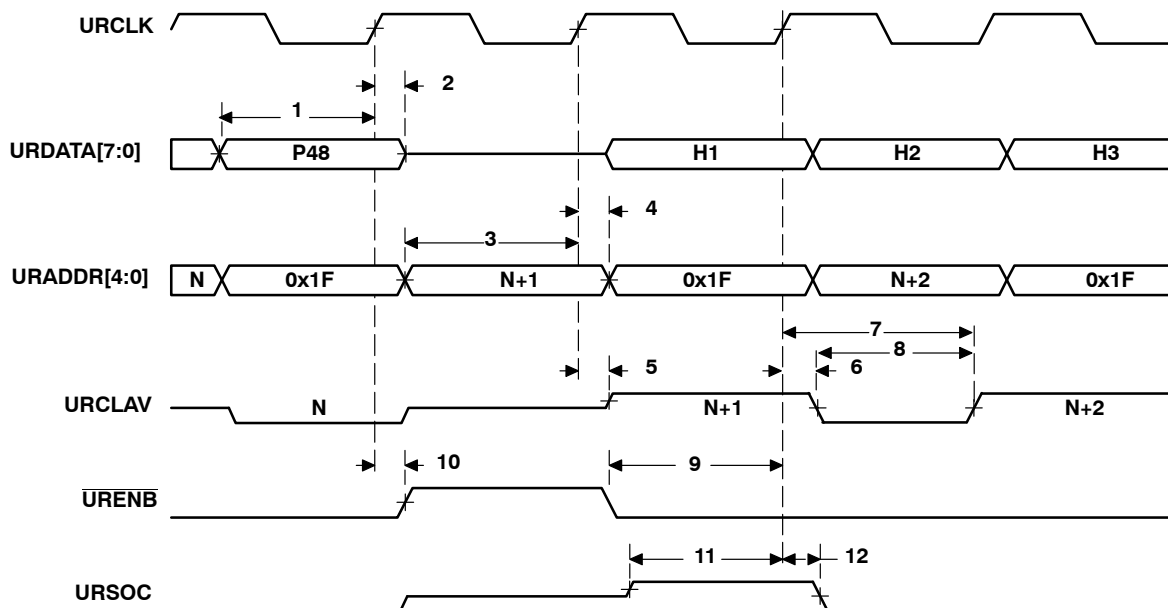 URCLK
2
1
URDATA[7:0] P48 H1 H2 H3
4
3
URADDR[4:0] N 0x1F N+1 0x1F N+2 0x1F
7
8
5 6
URCLAV N N+1 N+2
10 9
URENB
11 12
URSOC